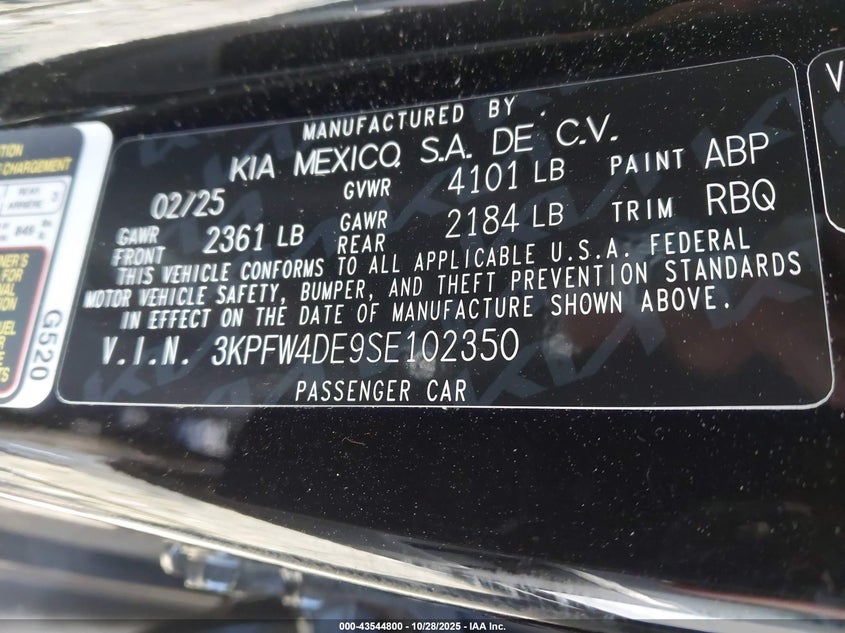 MANUFACTURED BY
KIA MEXICO, S.A. DE C.V.
02/25 GVWR 4101 LB PAINT ABP
GAWR FRONT 2361 LB GAWR REAR 2184 LB TRIM RBQ
THIS VEHICLE CONFORMS TO ALL APPLICABLE U.S.A. FEDERAL
MOTOR VEHICLE SAFETY, BUMPER, AND THEFT PREVENTION STANDARDS
IN EFFECT ON THE DATE OF MANUFACTURE SHOWN ABOVE.
V.I.N. 3KPFW4DE9SE102350
PASSENGER CAR
CHARGEMENT
REAR
G520
V
000-43544800 - 10/28/2025 - IAA Inc.